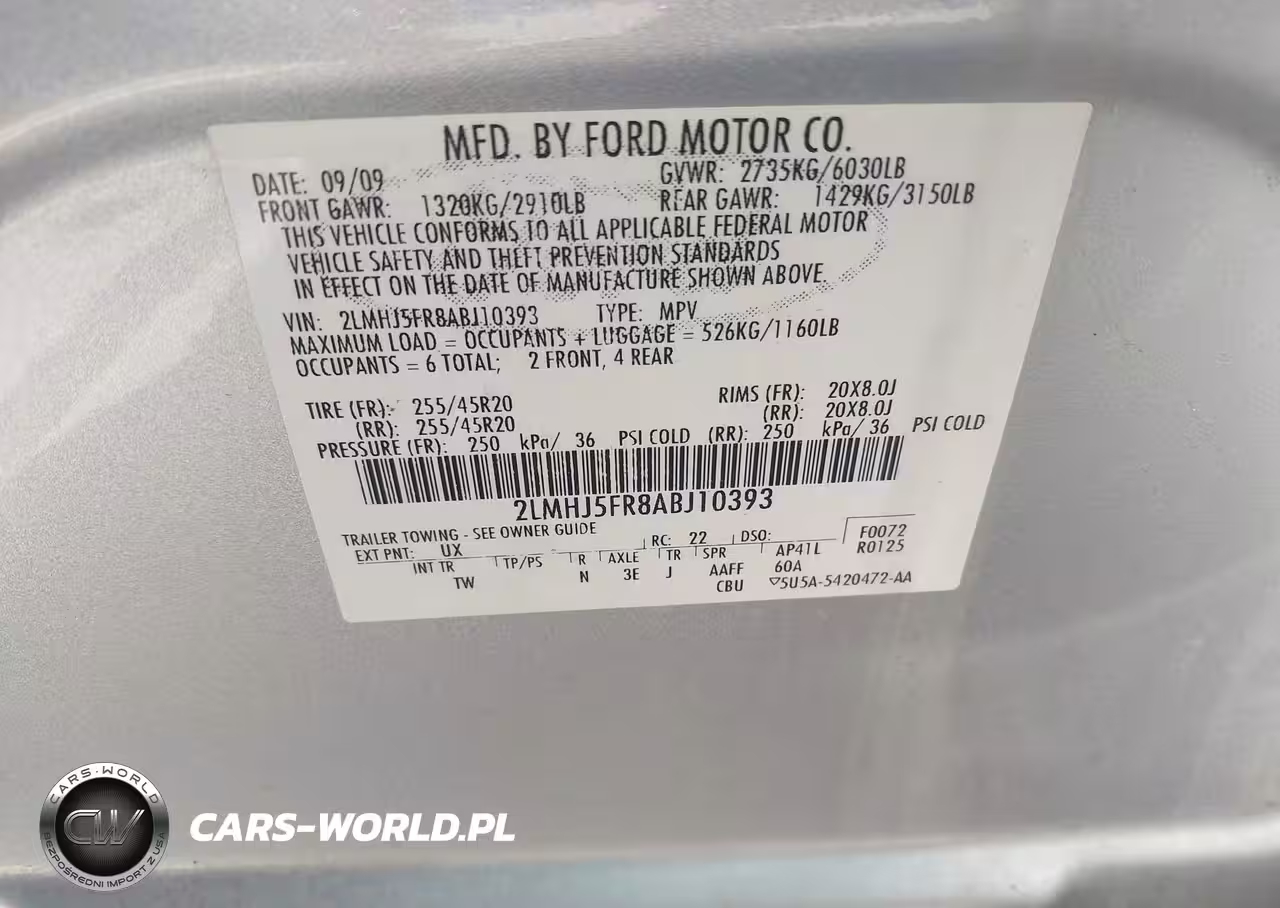 MFD. BY FORD MOTOR CO.
DATE: 09/09 GVWR: 2735KG/6030LB
FRONT GAWR: 1320KG/2910LB REAR GAWR: 1429KG/3150LB
THIS VEHICLE CONFORMS TO ALL APPLICABLE FEDERAL MOTOR
VEHICLE SAFETY AND THEFT PREVENTION STANDARDS
IN EFFECT ON THE DATE OF MANUFACTURE SHOWN ABOVE.
VIN: 2LMHJ5FR8ABJ10393 TYPE: MPV
MAXIMUM LOAD = OCCUPANTS + LUGGAGE = 526KG/1160LB
OCCUPANTS = 6 TOTAL; 2 FRONT, 4 REAR
TIRE (FR): 255/45R20 RIMS (FR): 20X8.0J
(RR): 255/45R20 (RR): 20X8.0J
PRESSURE (FR): 250 kPa/ 36 PSI COLD (RR): 250 kPa/ 36 PSI COLD
2LMHJ5FR8ABJ10393
TRAILER TOWING - SEE OWNER GUIDE
EXT PNT: UX RC: 22 DSO: F0072
R0125
INT TR TP/PS R AXLE TR SPR AP41L
TW N 3E J AAFF 60A
CBU ▽5U5A-5420472-AA
CARS-WORLD
CW
BEZPOŚREDNI IMPORT Z USA
CARS-WORLD.PL